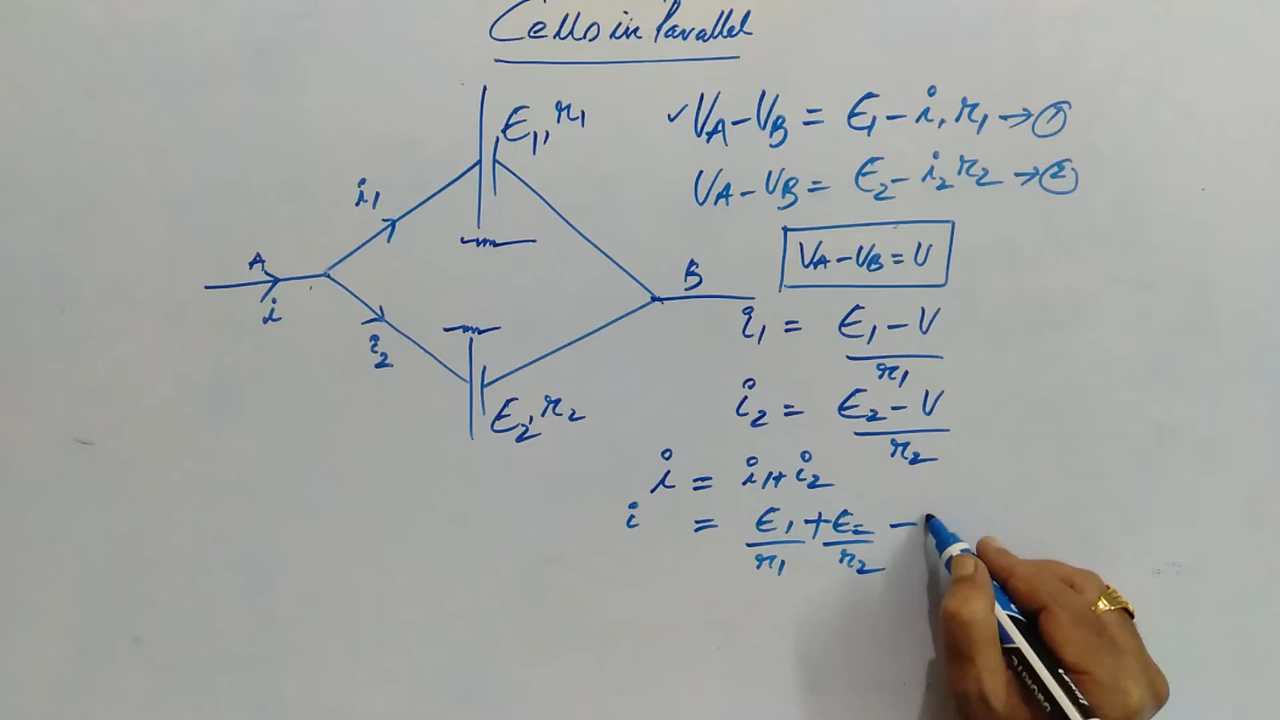 Cells in Parallel
E₁, r₁
i₁
A
i
i₂
B
E₂, r₂
✓VA-VB = E₁ - i₁r₁ → ①
VA-VB = E₂ - i₂r₂ → ②
VA-VB = V
i₁ = E₁ - V / r₁
i₂ = E₂ - V / r₂
i = i₁ + i₂
i = E₁/r₁ + E₂/r₂ -